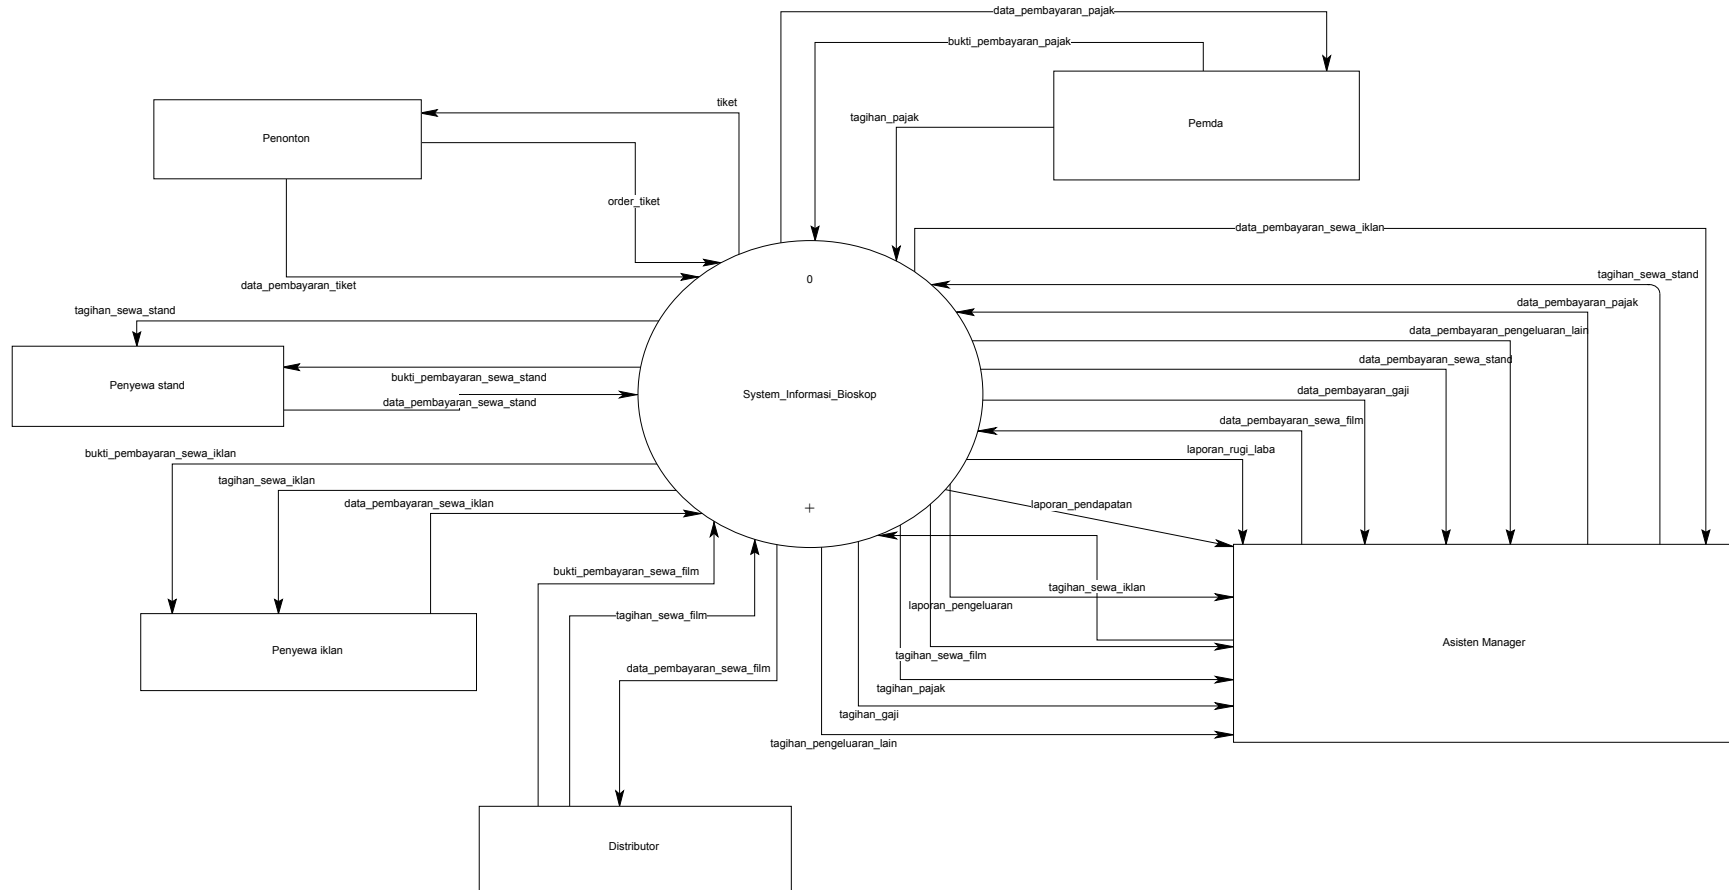 data_pembayaran_pajak
bukti_pembayaran_pajak
tiket
tagihan_pajak
Pemda
Penonton
order_tiket
data_pembayaran_sewa_iklan
tagihan_sewa_stand
0
data_pembayaran_tiket
data_pembayaran_pajak
tagihan_sewa_stand
data_pembayaran_pengeluaran_lain
data_pembayaran_sewa_stand
bukti_pembayaran_sewa_stand
Penyewa stand
data_pembayaran_gaji
System_Informasi_Bioskop
data_pembayaran_sewa_stand
data_pembayaran_sewa_film
laporan_rugi_laba
bukti_pembayaran_sewa_iklan
tagihan_sewa_iklan
data_pembayaran_sewa_iklan
laporan_pendapatan
+
bukti_pembayaran_sewa_film
tagihan_sewa_iklan
laporan_pengeluaran
tagihan_sewa_film
Asisten Manager
Penyewa iklan
tagihan_sewa_film
data_pembayaran_sewa_film
tagihan_pajak
tagihan_gaji
tagihan_pengeluaran_lain
Distributor